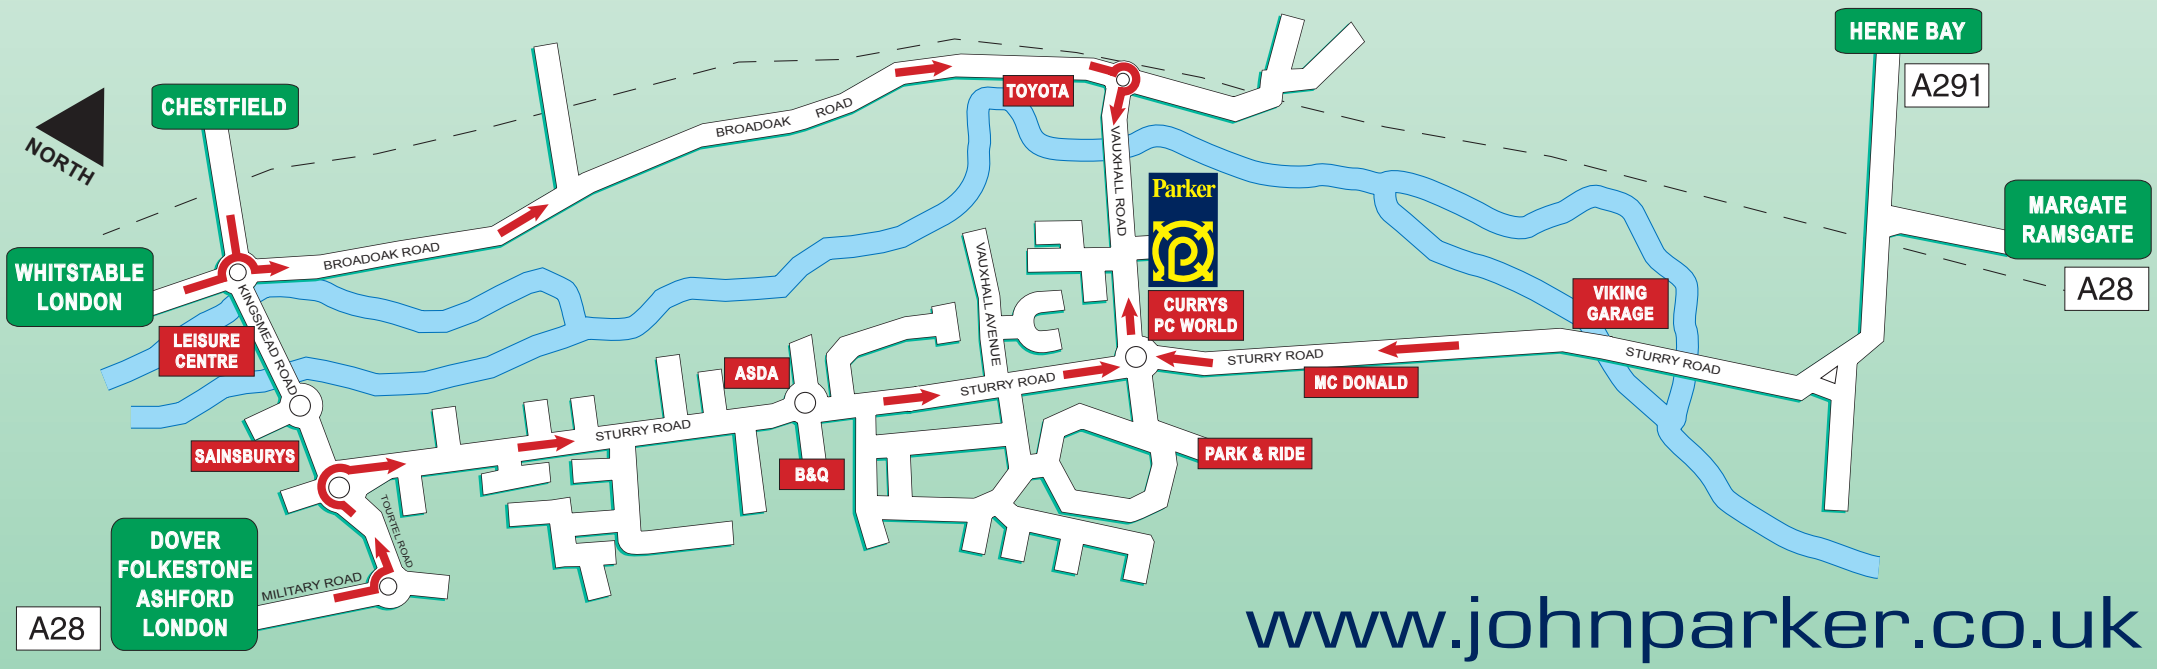 HERNE BAY
A291
CHESTFIELD
NORTH
TOYOTA
BROADOAK ROAD
VAUXHALL ROAD
Parker
MARGATE
RAMSGATE
A28
WHITSTABLE
LONDON
BROADOAK ROAD
KINGSMEAD ROAD
LEISURE
CENTRE
VAUXHALL AVENUE
CURRYS
PC WORLD
VIKING
GARAGE
STURRY ROAD
STURRY ROAD
MC DONALD
ASDA
STURRY ROAD
STURRY ROAD
SAINSBURYS
B&Q
PARK & RIDE
TOURTEL ROAD
DOVER
FOLKESTONE
ASHFORD
LONDON
MILITARY ROAD
A28
www.johnparker.co.uk